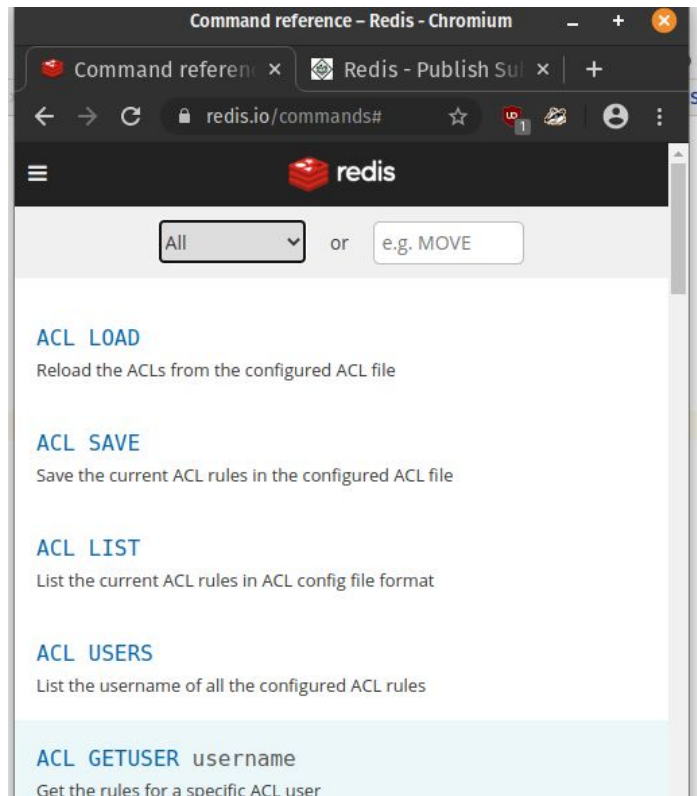 Command reference – Redis - Chromium
Command referen
Redis - Publish Su
redis.io/commands#
1
redis
All or e.g. MOVE
ACL LOAD
Reload the ACLs from the configured ACL file
ACL SAVE
Save the current ACL rules in the configured ACL file
ACL LIST
List the current ACL rules in ACL config file format
ACL USERS
List the username of all the configured ACL rules
ACL GETUSER username
Get the rules for a specific ACL user